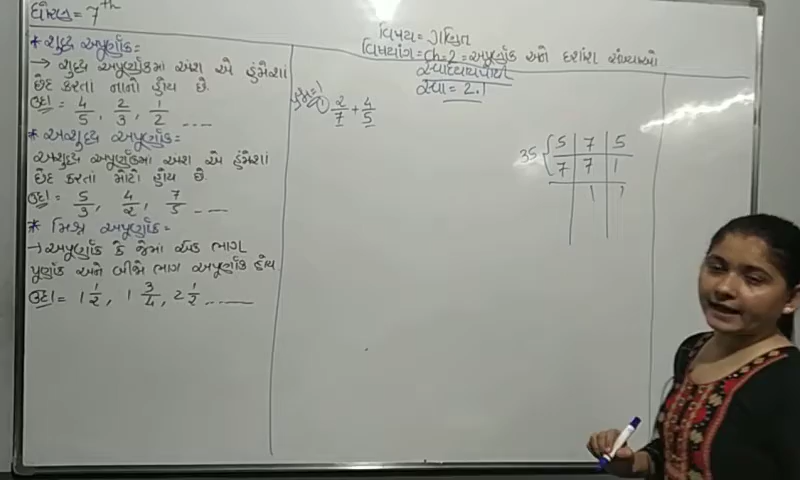 ધોરણ = 7th
વિષય = ગણિત
વિષયાંગ = Ch = 2 = અપૂર્ણાંક અને દશાંશ સંખ્યાઓ
સ્વાધ્યાયપોથી
સ્વા = 2.1
* શુદ્ધ અપૂર્ણાંક =
→ શુદ્ધ અપૂર્ણાંકમાં અંશ એ હંમેશાં
છેદ કરતાં નાનો હોય છે.
ઉદા = 4/5, 2/3, 1/2 ----
* અશુદ્ધ અપૂર્ણાંક =
અશુદ્ધ અપૂર્ણાંકમાં અંશ એ હંમેશાં
છેદ કરતાં મોટો હોય છે.
ઉદા = 5/3, 4/2, 7/5 ----
* મિશ્ર અપૂર્ણાંક =
→ અપૂર્ણાંક કે જેમાં એક ભાગ
પૂર્ણાંક અને બીજો ભાગ અપૂર્ણાંક હોય
ઉદા = 1 1/2, 1 3/4, 2 1/2 -----
① 2/7 + 4/5
35 { 5 | 7 | 5
7 | 7 | 1
1 | 1